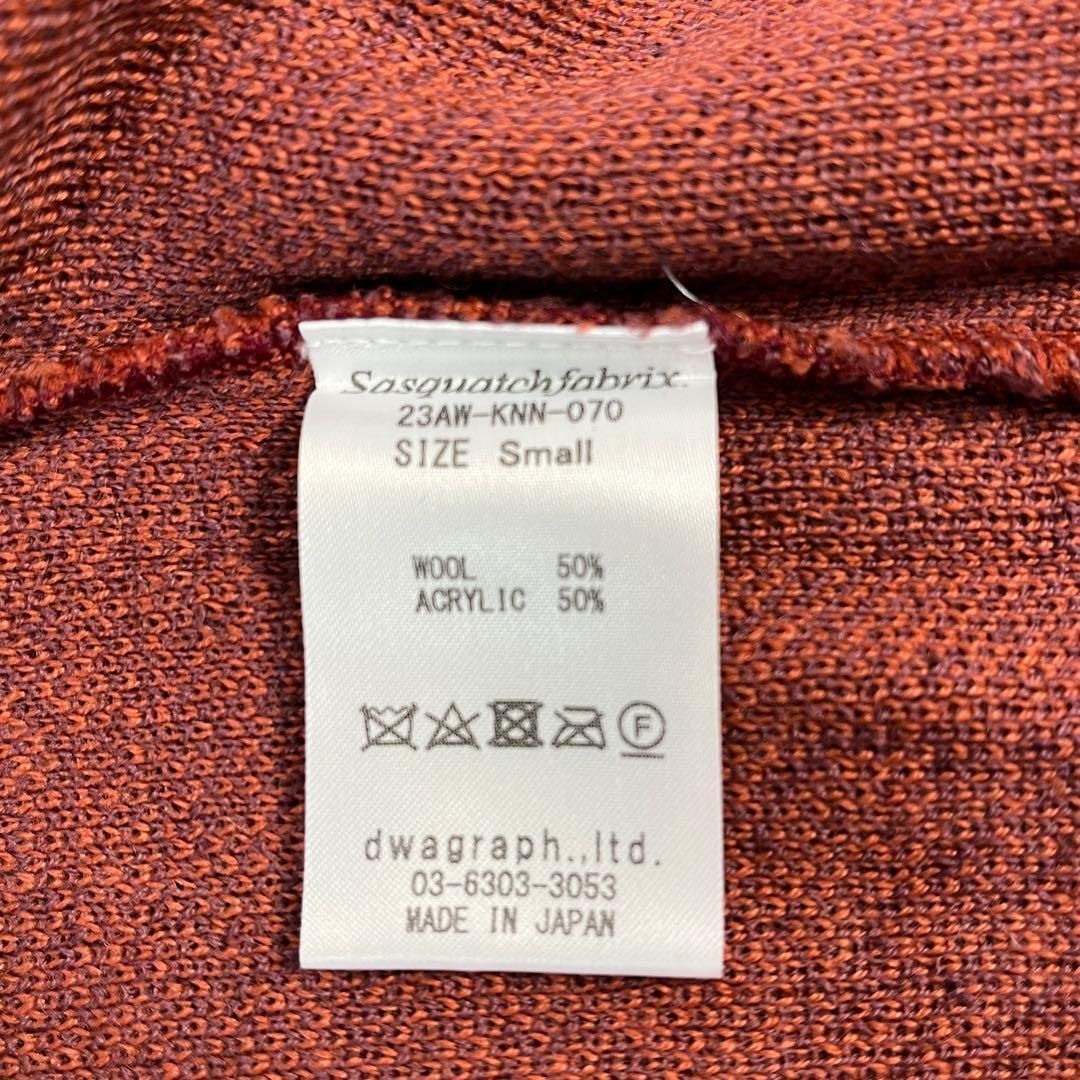 Sasquatchfabrix.
23AW-KNN-070
SIZE Small
WOOL 50%
ACRYLIC 50%
F
dwagraph.,ltd.
03-6303-3053
MADE IN JAPAN